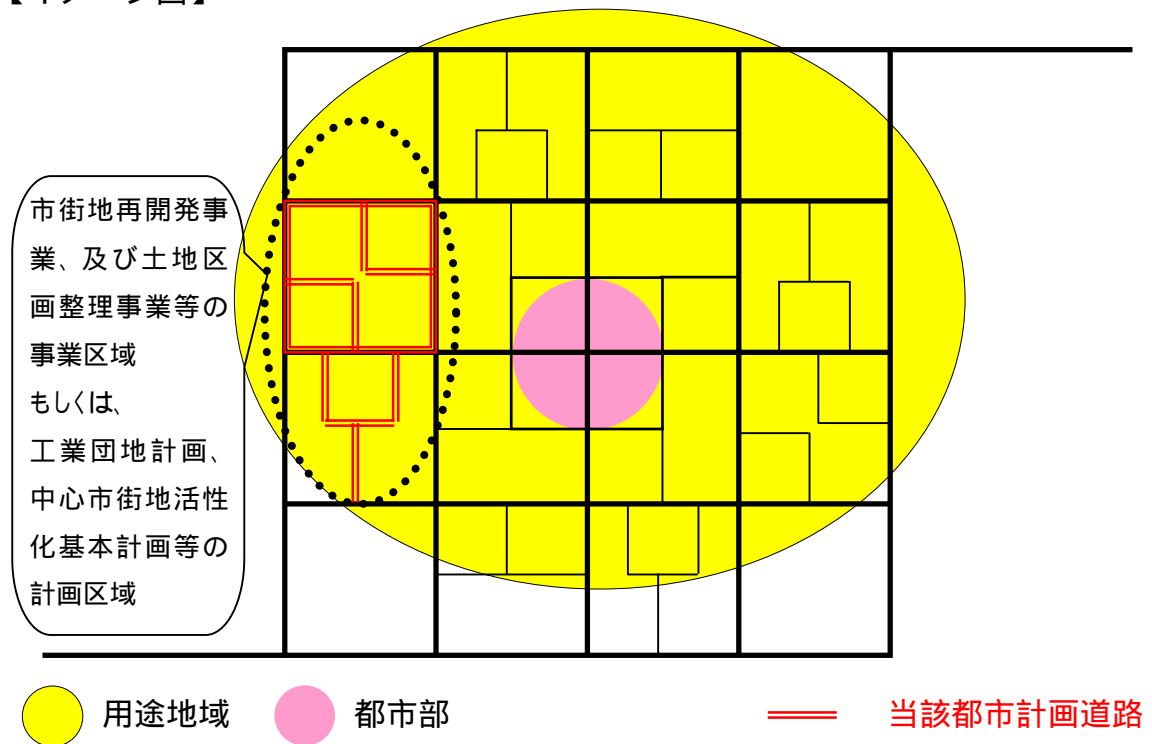 【イメージ図】
市街地再開発事
業、及び土地区
画整理事業等の
事業区域
もしくは、
工業団地計画、
中心市街地活性
化基本計画等の
計画区域
用途地域
都市部
当該都市計画道路